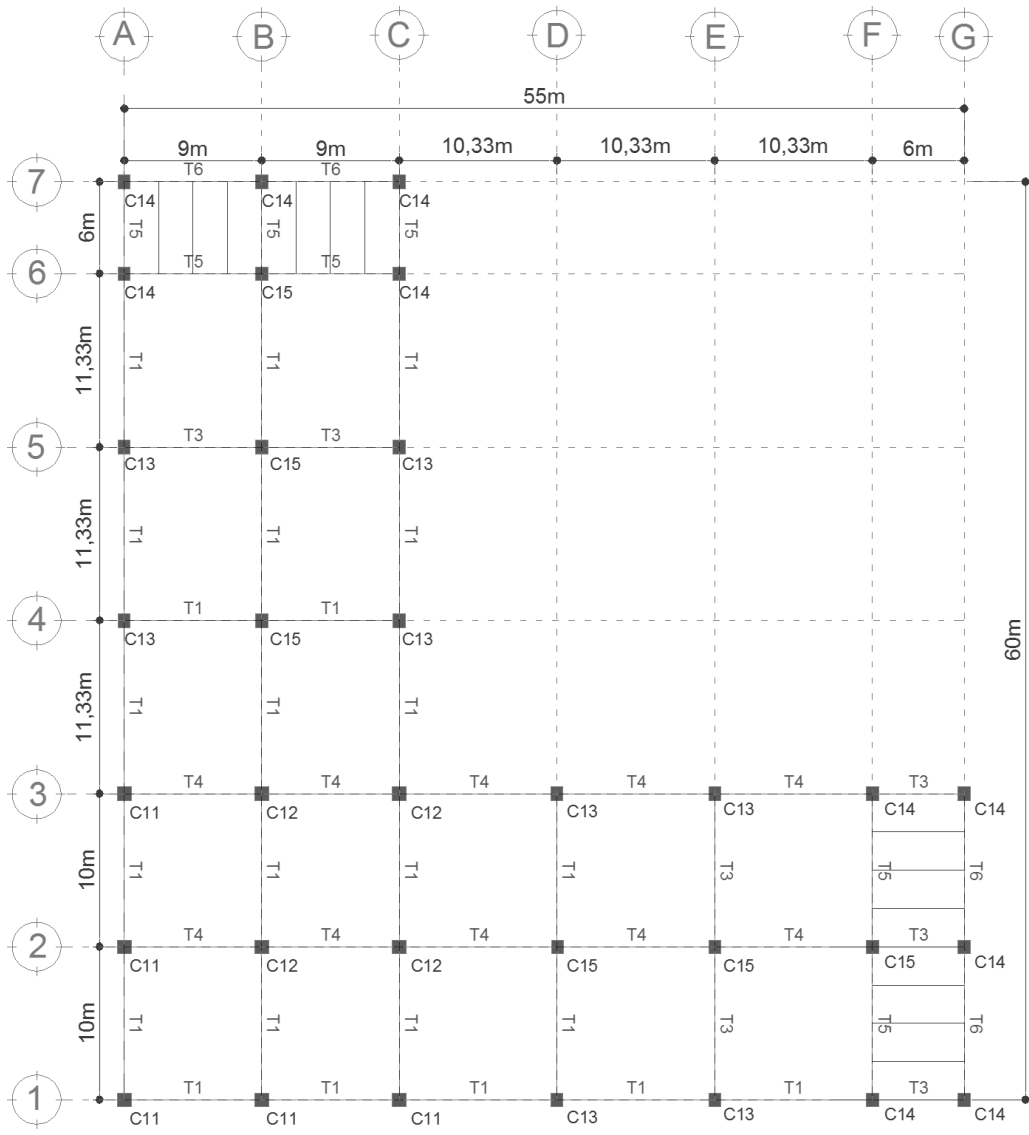 A B C D E F G
55m
9m 9m 10,33m 10,33m 10,33m 6m
T6 T6
7
C14 C14 C14
6m T5 T5 T5
T5 T5
6
C14 C15 C14
11,33m T1 T1 T1
T3 T3
5
C13 C15 C13
11,33m T1 T1 T1
T1 T1
4
C13 C15 C13
60m
11,33m T1 T1 T1
T4 T4 T4 T4 T4 T3
3
C11 C12 C12 C13 C13 C14 C14
10m T1 T1 T1 T1 T3 T5 T6
T4 T4 T4 T4 T4 T3
2
C11 C12 C12 C15 C15 C15 C14
10m T1 T1 T1 T1 T3 T5 T6
T1 T1 T1 T1 T1 T3
1
C11 C11 C11 C13 C13 C14 C14